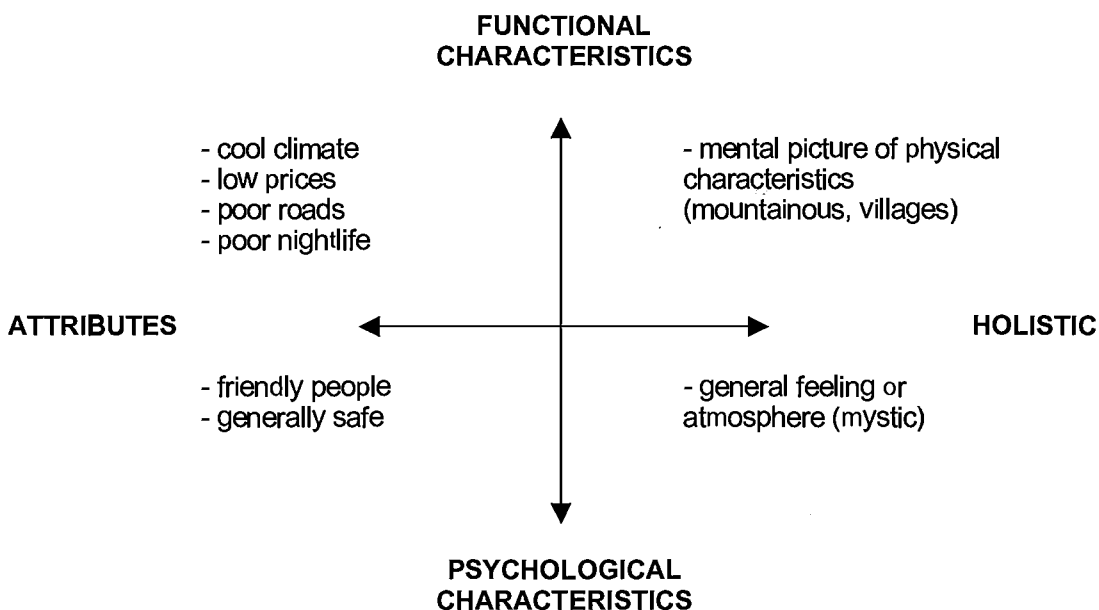 FUNCTIONAL
CHARACTERISTICS
- cool climate
- low prices
- poor roads
- poor nightlife
- mental picture of physical
characteristics
(mountainous, villages)
ATTRIBUTES
HOLISTIC
- friendly people
- generally safe
- general feeling or
atmosphere (mystic)
PSYCHOLOGICAL
CHARACTERISTICS